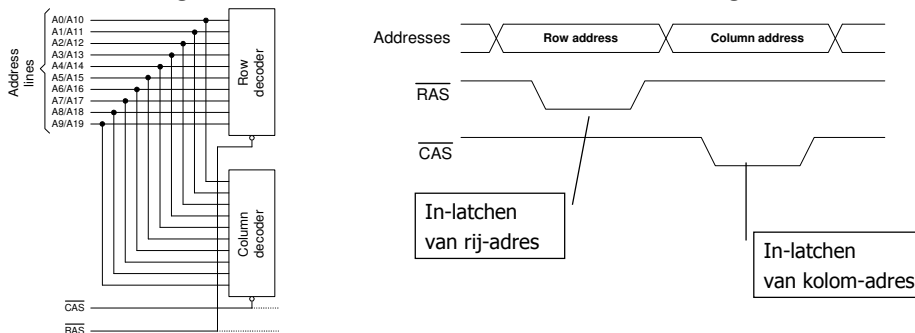 Address
lines
A0/A10
A1/A11
A2/A12
A3/A13
A4/A14
A5/A15
A6/A16
A7/A17
A8/A18
A9/A19
Row
decoder
Column
decoder
CAS
RAS
Addresses
Row address
Column address
RAS
CAS
In-latchen
van rij-adres
In-latchen
van kolom-adres